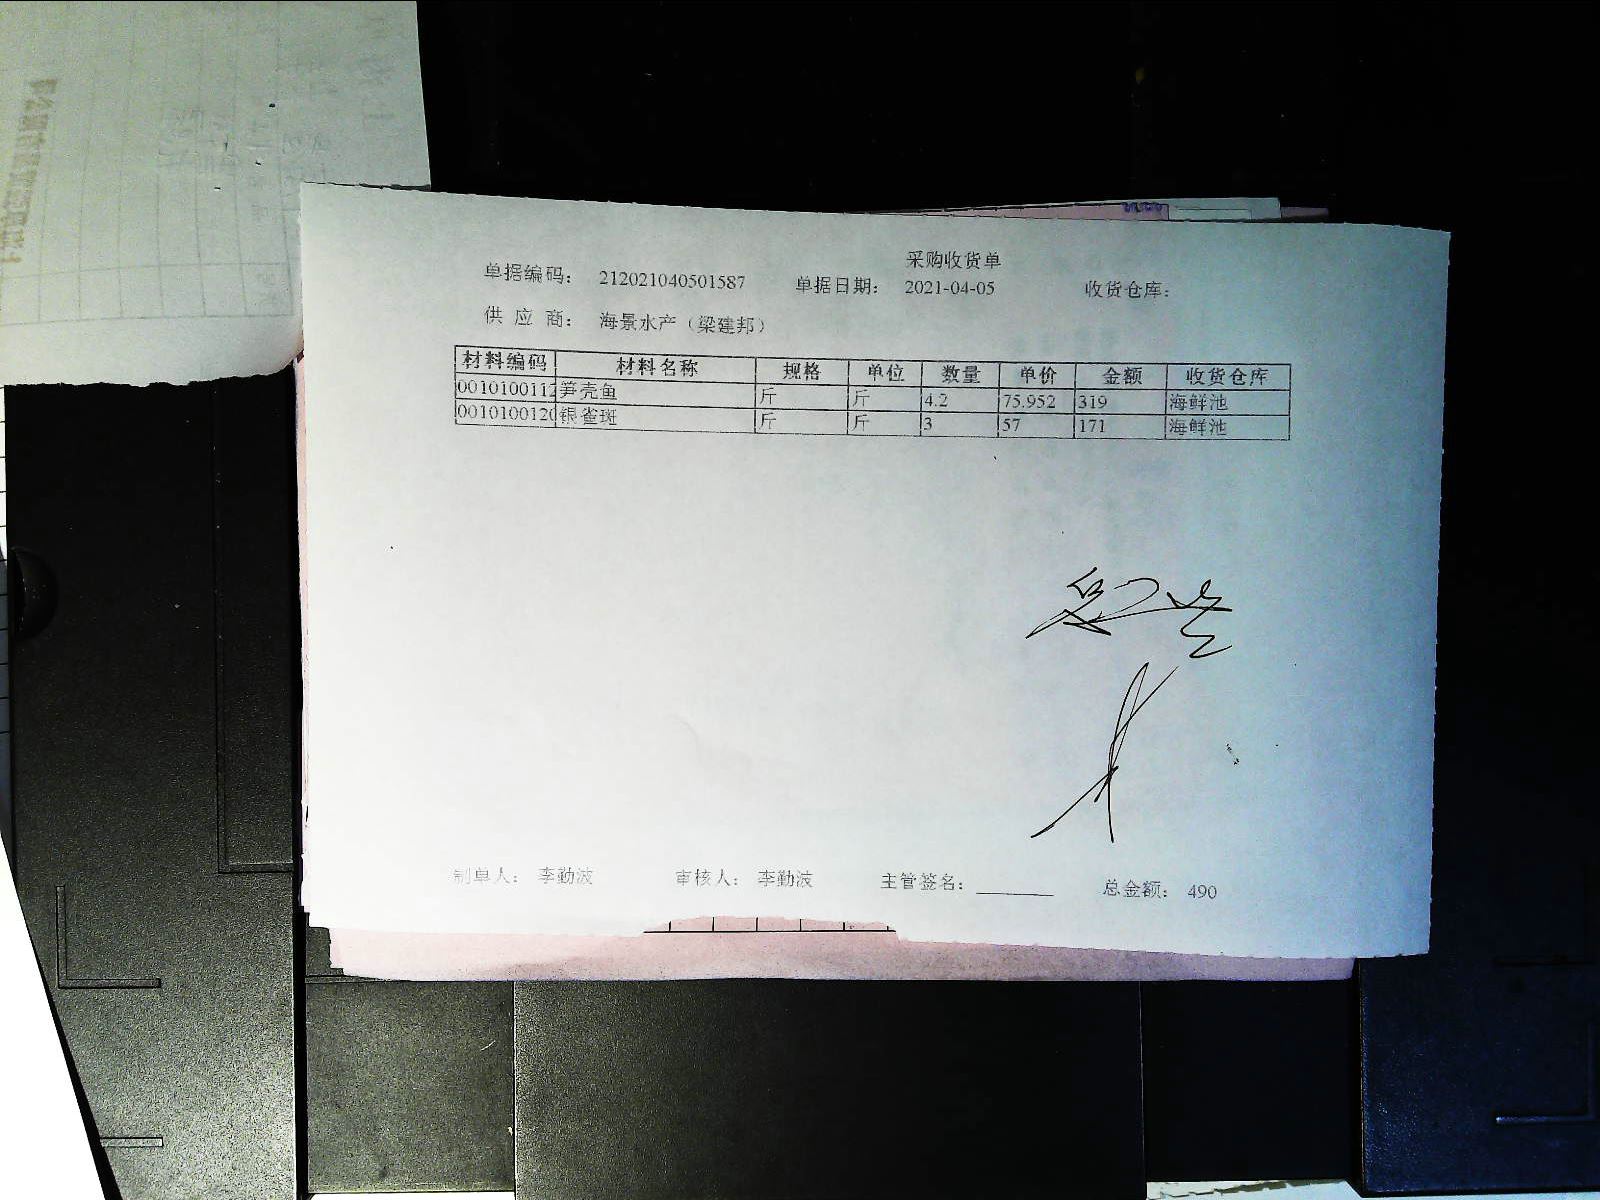 采购收货单
单据编码： 212021040501587 单据日期： 2021-04-05 收货仓库：
供 应 商： 海景水产（梁建邦）
材料编码 材料名称 规格 单位 数量 单价 金额 收货仓库
0010100112 笋壳鱼 斤 斤 4.2 75.952 319 海鲜池
0010100120 银雀斑 斤 斤 3 57 171 海鲜池
制单人： 李勤波 审核人： 李勤波 主管签名： 总金额： 490